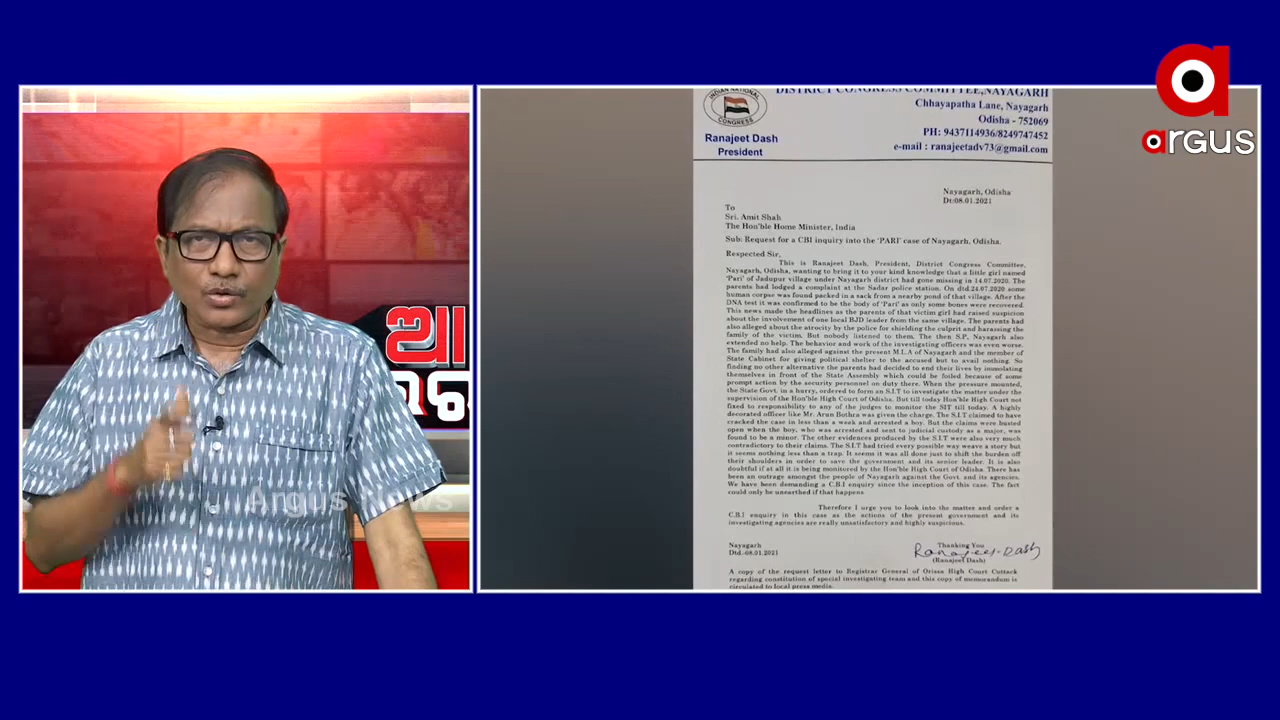 argus
ଆ
argus news
INDIAN NATIONAL
CONGRESS
Ranajeet Dash
President
DISTRICT CONGRESS COMMITTEE,NAYAGARH
Chhayapatha Lane, Nayagarh
Odisha - 752069
PH: 9437114936/8249747452
e-mail : ranajeetadv73@gmail.com
Nayagarh, Odisha
Dt:08.01.2021
To
Sri. Amit Shah
The Hon'ble Home Minister, India
Sub: Request for a CBI inquiry into the 'PARI' case of Nayagarh, Odisha.
Respected Sir,
This is Ranajeet Dash, President, District Congress Committee,
Nayagarh, Odisha, wanting to bring it to your kind knowledge that a little girl named
'Pari' of Jadupur village under Nayagarh district had gone missing in 14.07.2020. The
parents had lodged a complaint at the Sadar police station. On dtd.24.07.2020 some
human corpse was found packed in a sack from a nearby pond of that village. After the
DNA test it was confirmed to be the body of 'Pari' as only some bones were recovered.
This news made the headlines as the parents of that victim girl had raised suspicion
about the involvement of one local BJD leader from the same village. The parents had
also alleged about the atrocity by the police for shielding the culprit and harassing the
family of the victim. But nobody listened to them. The then S.P, Nayagarh also
extended no help. The behavior and work of the investigating officers was even worse.
The family had also alleged against the present M.L.A of Nayagarh and the member of
State Cabinet for giving political shelter to the accused but to avail nothing. So
finding no other alternative the parents had decided to end their lives by immolating
themselves in front of the State Assembly which could be foiled because of some
prompt action by the security personnel on duty there. When the pressure mounted,
the State Govt. in a hurry, ordered to form an S.I.T to investigate the matter under the
supervision of the Hon'ble High Court of Odisha. But till today Hon'ble High Court not
fixed to responsibility to any of the judges to monitor the SIT till today. A highly
decorated officer like Mr. Arun Bothra was given the charge. The S.I.T claimed to have
cracked the case in less than a week and arrested a boy. But the claims were busted
open when the boy, who was arrested and sent to judicial custody as a major, was
found to be a minor. The other evidences produced by the S.I.T were also very much
contradictory to their claims. The S.I.T had tried every possible way weave a story but
it seems nothing less than a trap. It seems it was all done just to shift the burden off
their shoulders in order to save the government and its senior leader. It is also
doubtful if at all it is being monitored by the Hon'ble High Court of Odisha. There has
been an outrage amongst the people of Nayagarh against the Govt. and its agencies.
We have been demanding a C.B.I enquiry since the inception of this case. The fact
could only be unearthed if that happens.
Therefore I urge you to look into the matter and order a
C.B.I enquiry in this case as the actions of the present government and its
investigating agencies are really unsatisfactory and highly suspicious.
Nayagarh
Dtd.-08.01.2021
Thanking You
Ranajeet Dash
(Ranajeet Dash)
A copy of the request letter to Registrar General of Orissa High Court Cuttack
regarding constitution of special investigating team and this copy of memorandum is
circulated to local press media.